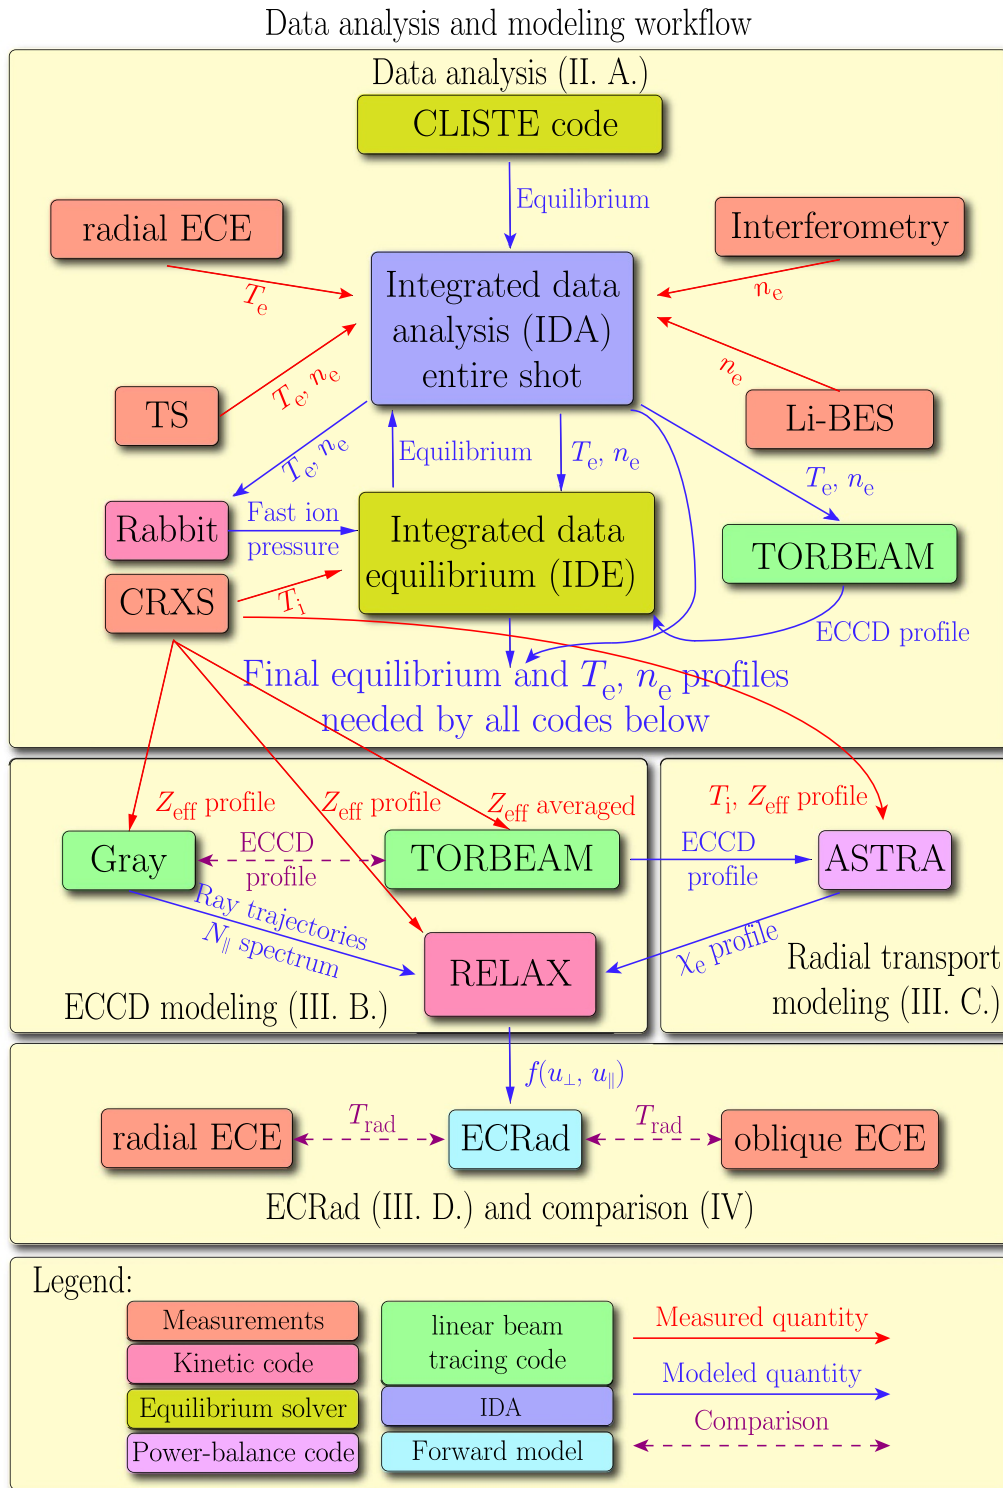 Data analysis and modeling workflow
Data analysis (II. A.)
CLISTE code
Equilibrium
radial ECE
Interferometry
Integrated data
analysis (IDA)
entire shot
Te
ne
TS
Te, ne
ne
Li-BES
Te, ne
Equilibrium
Te, ne
Te, ne
Rabbit
Fast ion
pressure
Integrated data
equilibrium (IDE)
TORBEAM
CRXS
Ti
ECCD profile
Final equilibrium and Te, ne profiles
needed by all codes below
Zeff profile
Zeff profile
Zeff averaged
Ti, Zeff profile
Gray
ECCD
profile
TORBEAM
ECCD
profile
ASTRA
Ray trajectories
N∥ spectrum
RELAX
χe profile
ECCD modeling (III. B.)
Radial transport
modeling (III. C.)
f(u⊥, u∥)
radial ECE
Trad
ECRad
Trad
oblique ECE
ECRad (III. D.) and comparison (IV)
Legend:
Measurements
Kinetic code
Equilibrium solver
Power-balance code
linear beam
tracing code
IDA
Forward model
Measured quantity
Modeled quantity
Comparison